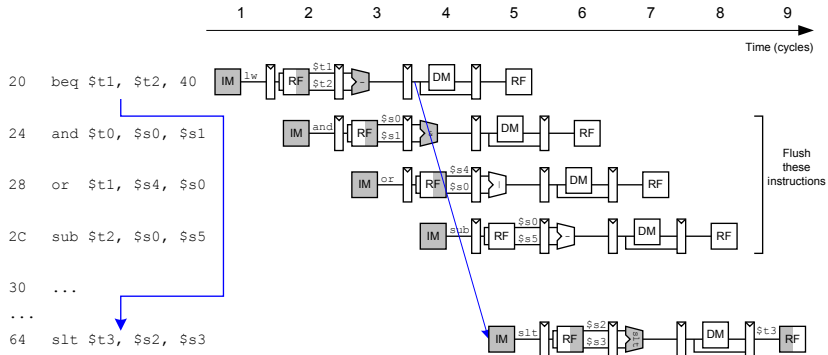 1 2 3 4 5 6 7 8 9
Time (cycles)
20 beq $t1, $t2, 40 IM lw RF $t1 $t2 - DM RF
24 and $t0, $s0, $s1 IM and RF $s0 $s1 & DM RF
28 or $t1, $s4, $s0 IM or RF $s4 $s0 | DM RF
2C sub $t2, $s0, $s5 IM sub RF $s0 $s5 - DM RF
Flush
these
instructions
30 ...
...
64 slt $t3, $s2, $s3 IM slt RF $s2 $s3 slt DM $t3 RF